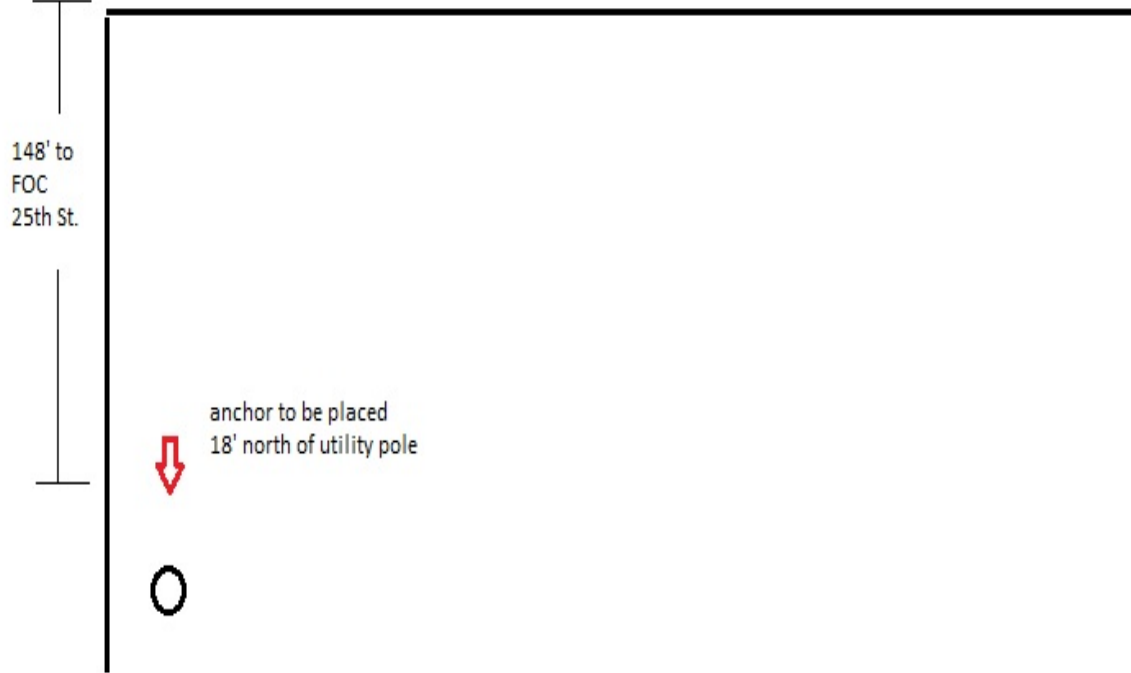 148' to
FOC
25th St.
anchor to be placed
18' north of utility pole